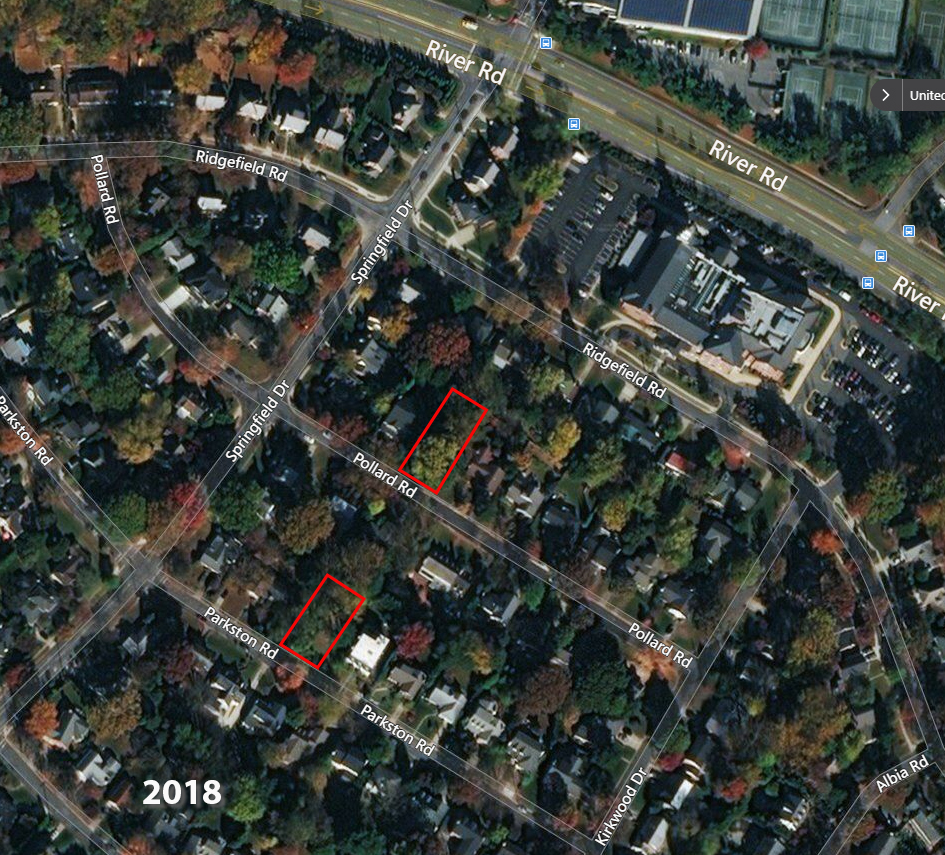 River Rd
United
River Rd
Ridgefield Rd
Pollard Rd
Springfield Dr
River
Ridgefield Rd
Springfield Dr
Parkston Rd
Pollard Rd
Parkston Rd
Pollard Rd
Parkston Rd
Albia Rd
Kirkwood Dr
2018